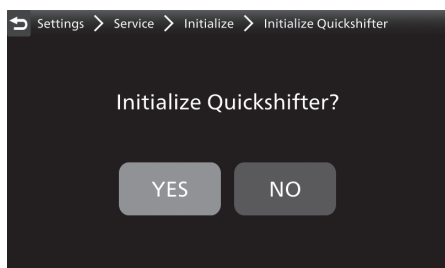 Settings > Service > Initialize > Initialize Quickshifter
Initialize Quickshifter?
YES NO